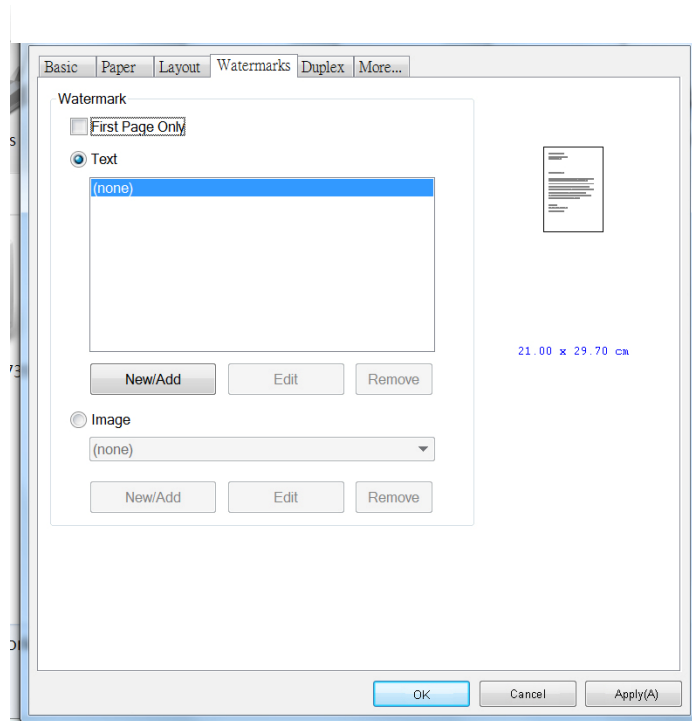 Basic Paper Layout Watermarks Duplex More...
Watermark
First Page Only
Text
(none)
21.00 x 29.70 cm
New/Add Edit Remove
Image
(none)
New/Add Edit Remove
OK Cancel Apply(A)